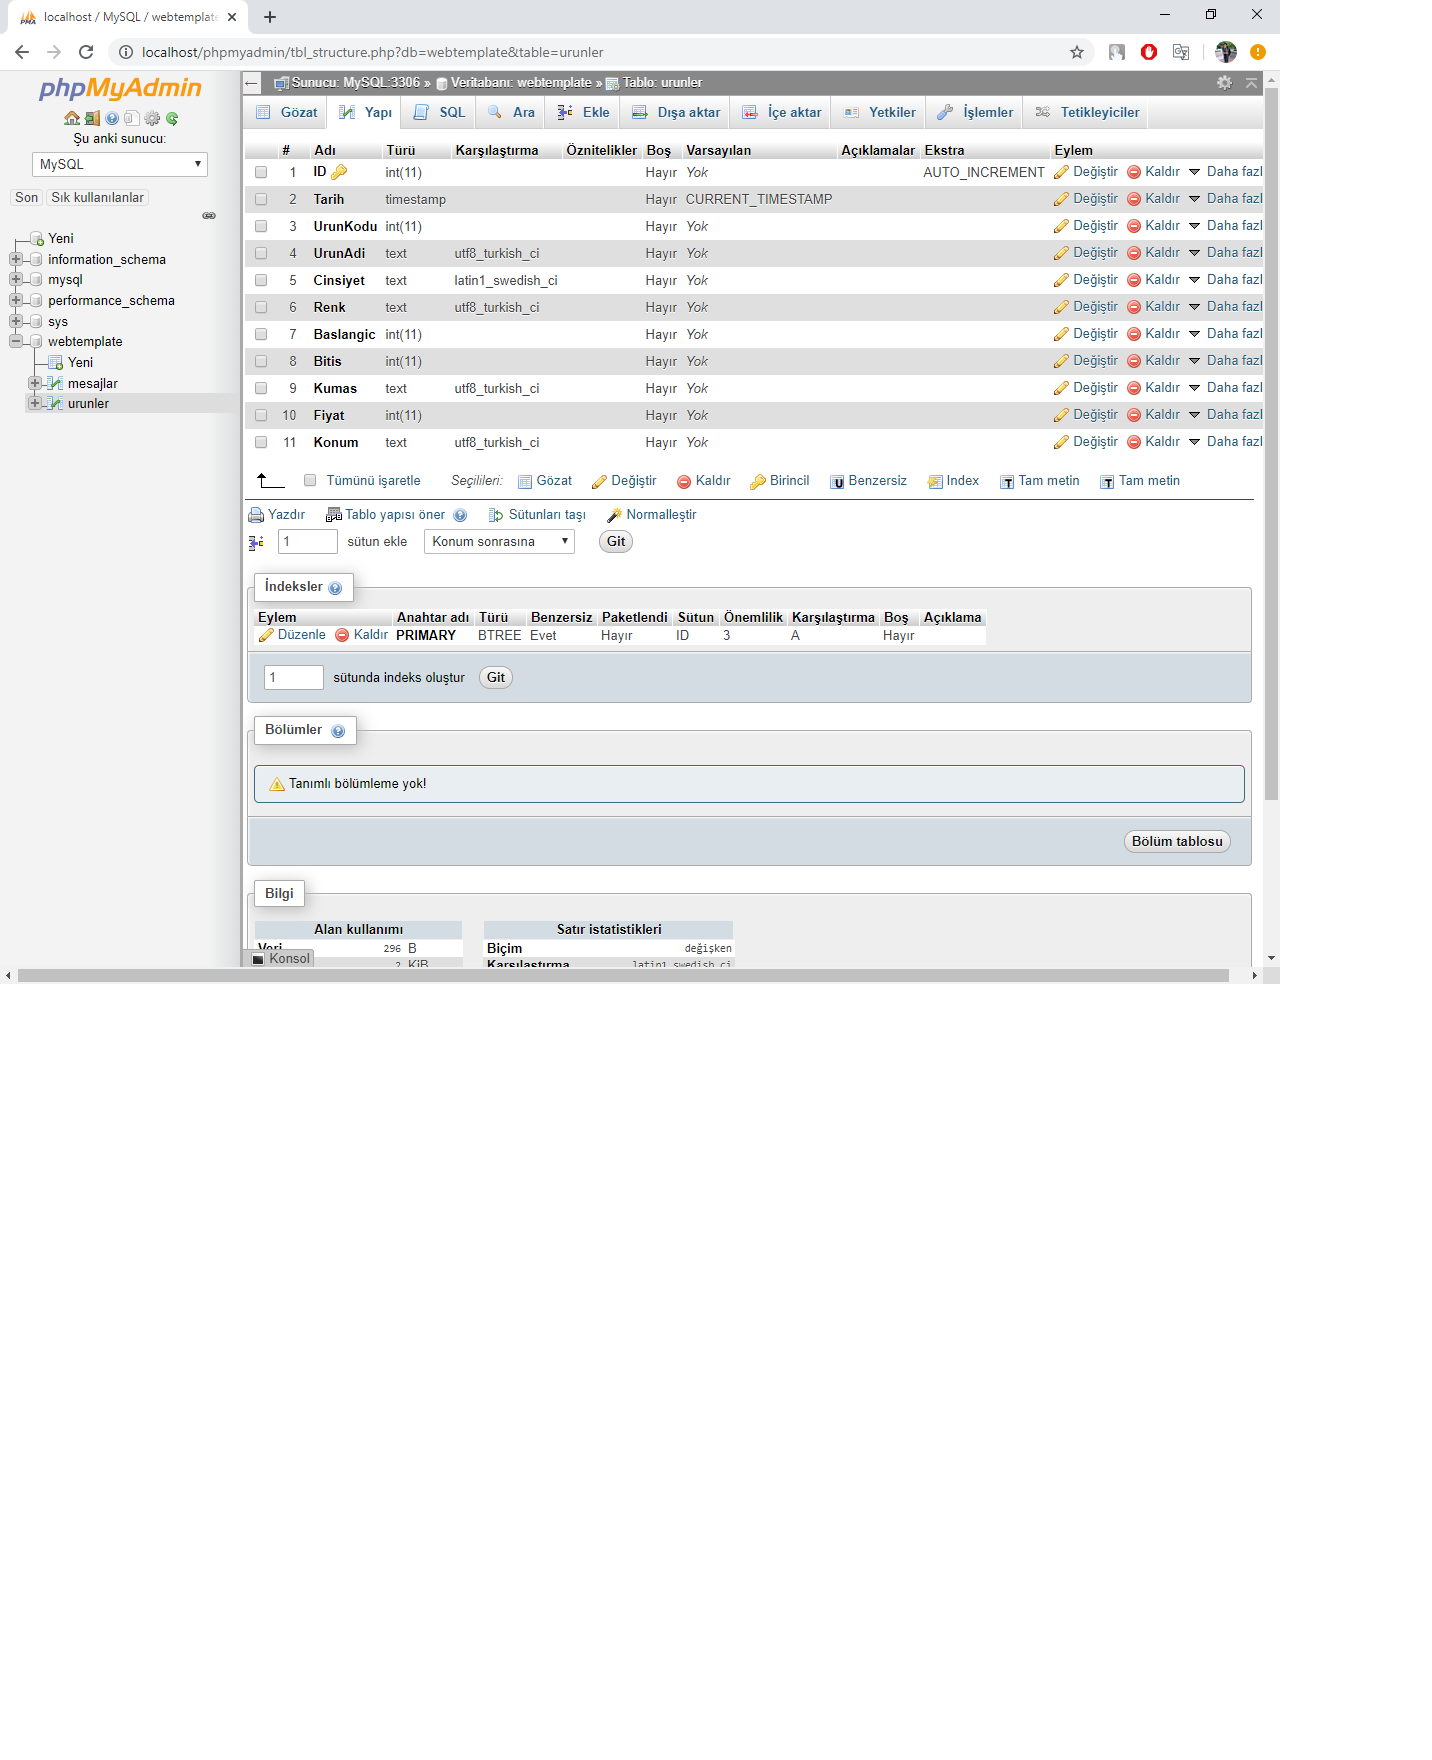 localhost / MySQL / webtemplate
localhost/phpmyadmin/tbl_structure.php?db=webtemplate&table=urunler
phpMyAdmin
Şu anki sunucu:
MySQL
Son Sık kullanılanlar
Yeni
information_schema
mysql
performance_schema
sys
webtemplate
Yeni
mesajlar
urunler
Sunucu: MySQL:3306 » Veritabanı: webtemplate » Tablo: urunler
Gözat Yapı SQL Ara Ekle Dışa aktar İçe aktar Yetkiler İşlemler Tetikleyiciler
# Adı Türü Karşılaştırma Öznitelikler Boş Varsayılan Açıklamalar Ekstra Eylem
1 ID int(11) Hayır Yok AUTO_INCREMENT Değiştir Kaldır Daha fazl
2 Tarih timestamp Hayır CURRENT_TIMESTAMP Değiştir Kaldır Daha fazl
3 UrunKodu int(11) Hayır Yok Değiştir Kaldır Daha fazl
4 UrunAdi text utf8_turkish_ci Hayır Yok Değiştir Kaldır Daha fazl
5 Cinsiyet text latin1_swedish_ci Hayır Yok Değiştir Kaldır Daha fazl
6 Renk text utf8_turkish_ci Hayır Yok Değiştir Kaldır Daha fazl
7 Baslangic int(11) Hayır Yok Değiştir Kaldır Daha fazl
8 Bitis int(11) Hayır Yok Değiştir Kaldır Daha fazl
9 Kumas text utf8_turkish_ci Hayır Yok Değiştir Kaldır Daha fazl
10 Fiyat int(11) Hayır Yok Değiştir Kaldır Daha fazl
11 Konum text utf8_turkish_ci Hayır Yok Değiştir Kaldır Daha fazl
Tümünü işaretle Seçilileri: Gözat Değiştir Kaldır Birincil Benzersiz Index Tam metin Tam metin
Yazdır Tablo yapısı öner Sütunları taşı Normalleştir
1 sütun ekle Konum sonrasına Git
İndeksler
Eylem Anahtar adı Türü Benzersiz Paketlendi Sütun Önemlilik Karşılaştırma Boş Açıklama
Düzenle Kaldır PRIMARY BTREE Evet Hayır ID 3 A Hayır
1 sütunda indeks oluştur Git
Bölümler
Tanımlı bölümleme yok!
Bölüm tablosu
Bilgi
Alan kullanımı Satır istatistikleri
Veri 296 B Biçim değişken
2 KiB Karşılaştırma latin1_swedish_ci
Konsol